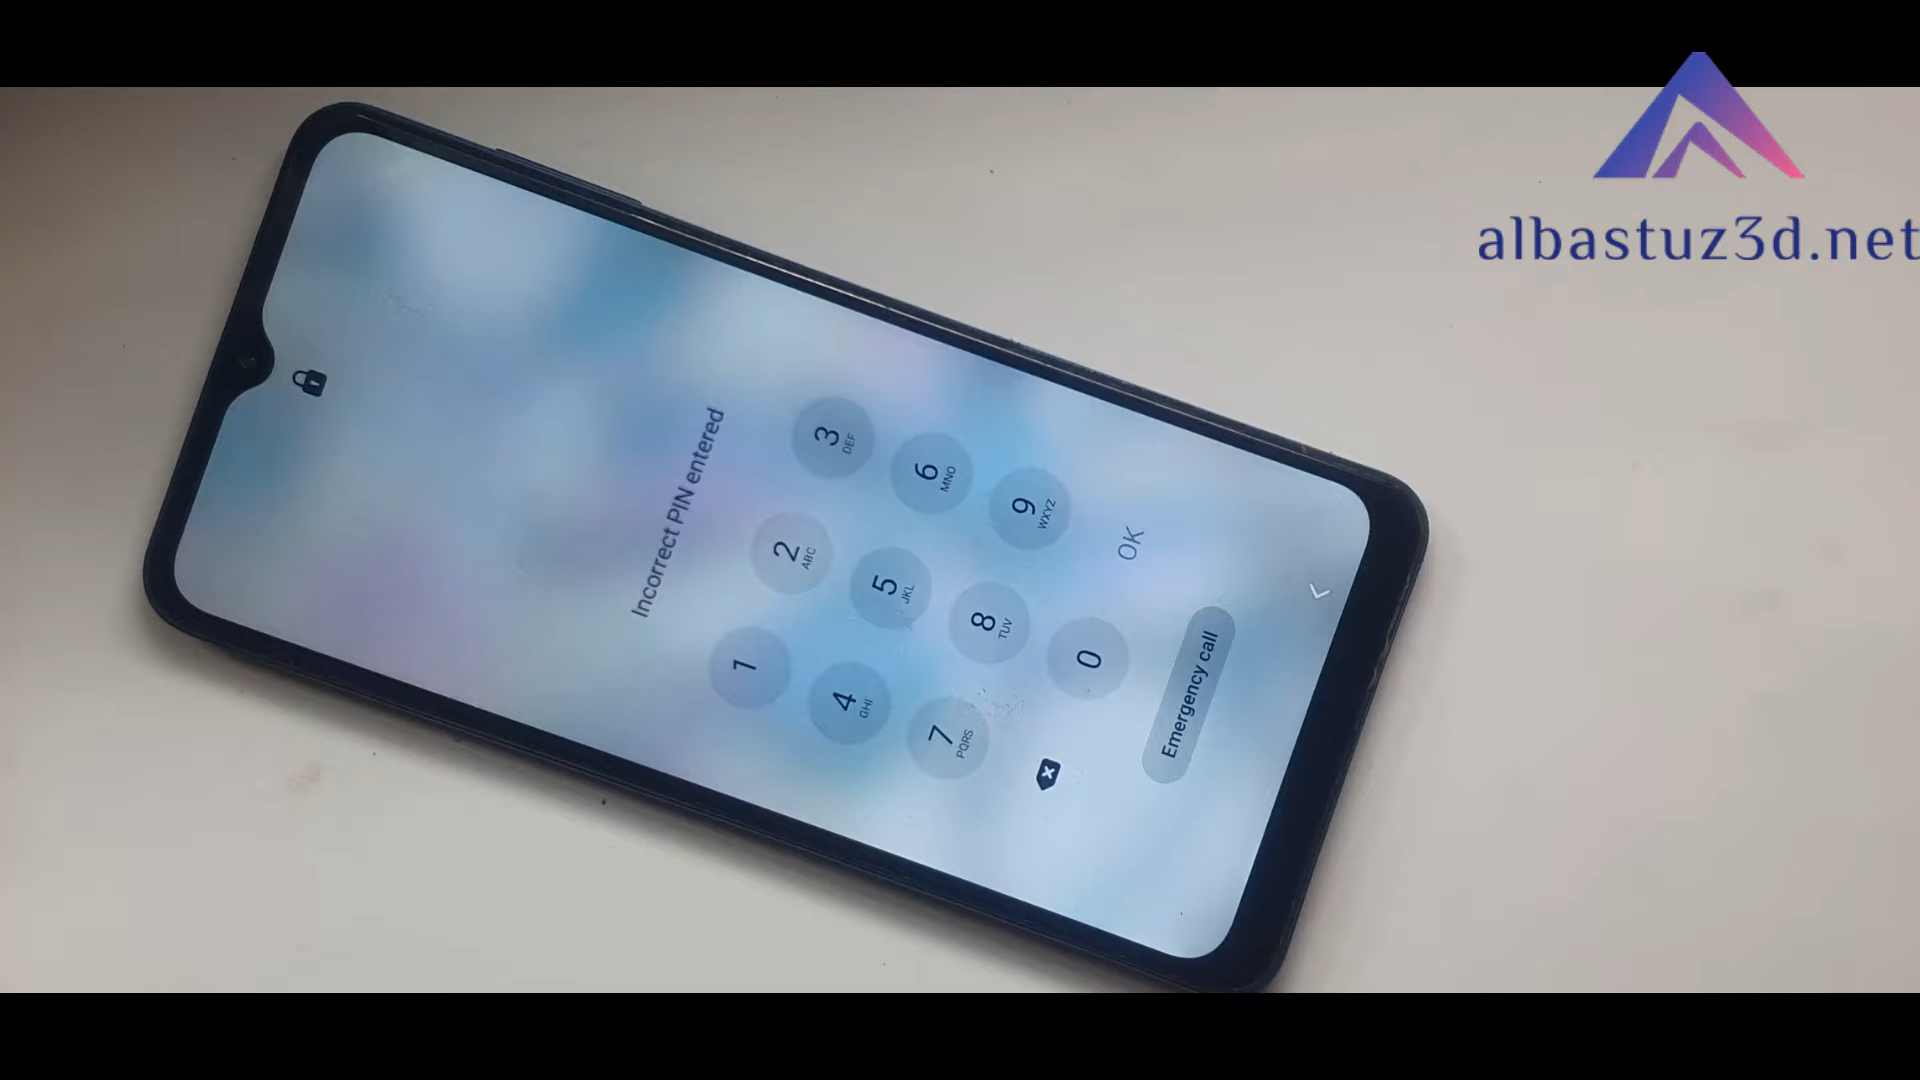 albastuz3d.net
Incorrect PIN entered
1
2 ABC
3 DEF
4 GHI
5 JKL
6 MNO
7 PQRS
8 TUV
9 WXYZ
0
OK
Emergency call